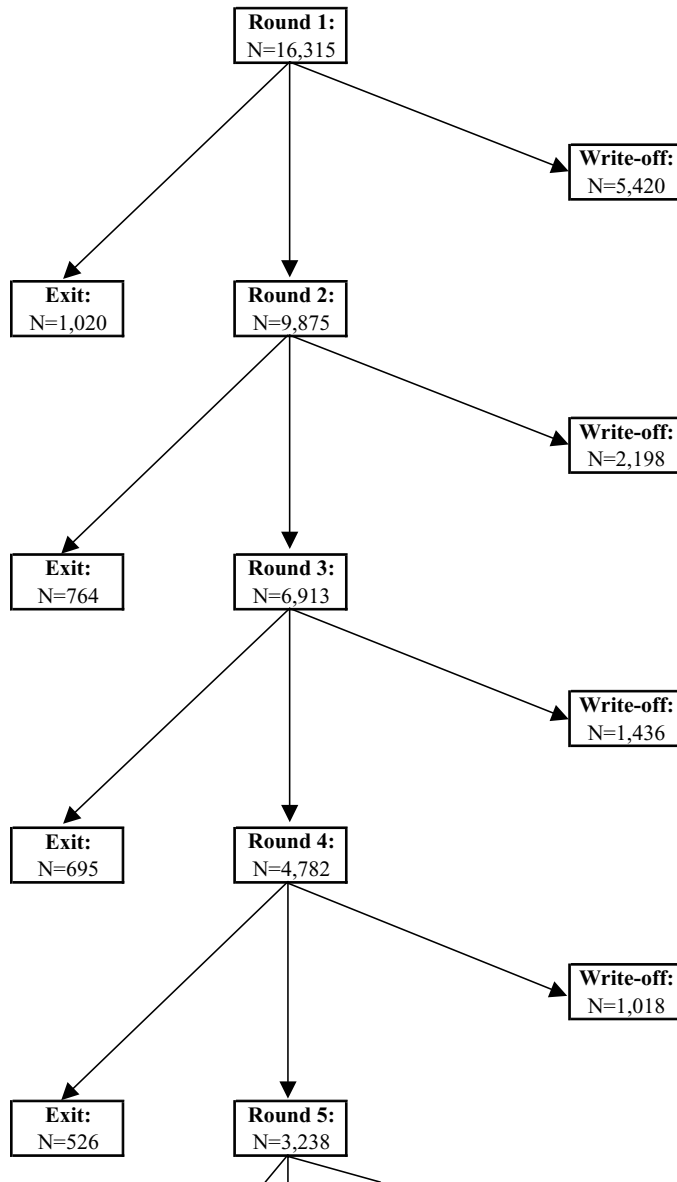 Round 1:
N=16,315
Write-off:
N=5,420
Exit:
N=1,020
Round 2:
N=9,875
Write-off:
N=2,198
Exit:
N=764
Round 3:
N=6,913
Write-off:
N=1,436
Exit:
N=695
Round 4:
N=4,782
Write-off:
N=1,018
Exit:
N=526
Round 5:
N=3,238